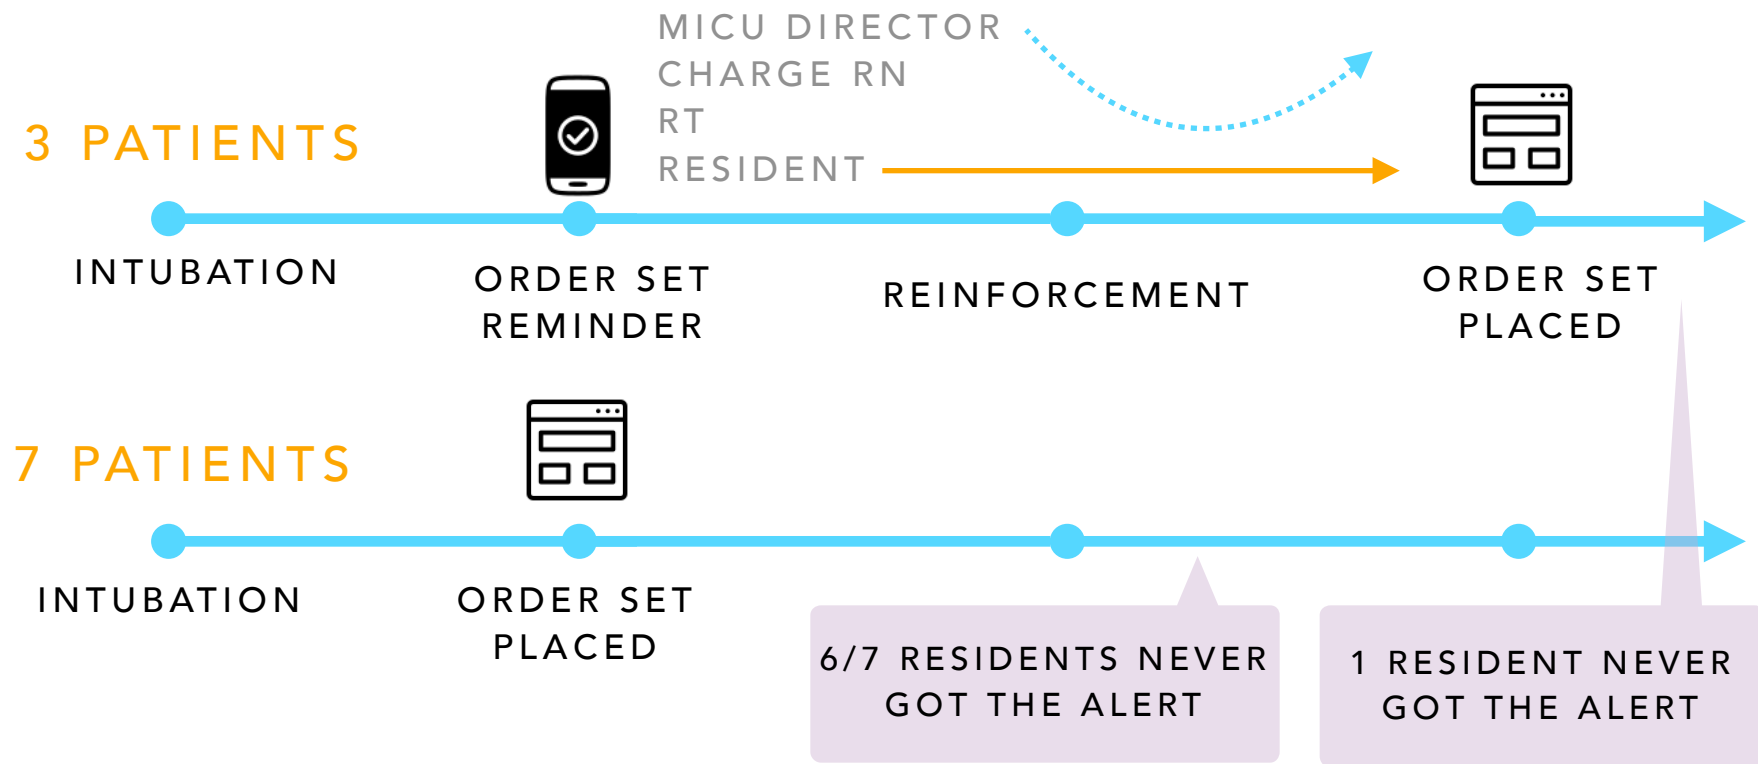 MICU DIRECTOR
CHARGE RN
RT
RESIDENT
3 PATIENTS
INTUBATION
ORDER SET
REMINDER
REINFORCEMENT
ORDER SET
PLACED
7 PATIENTS
INTUBATION
ORDER SET
PLACED
6/7 RESIDENTS NEVER
GOT THE ALERT
1 RESIDENT NEVER
GOT THE ALERT